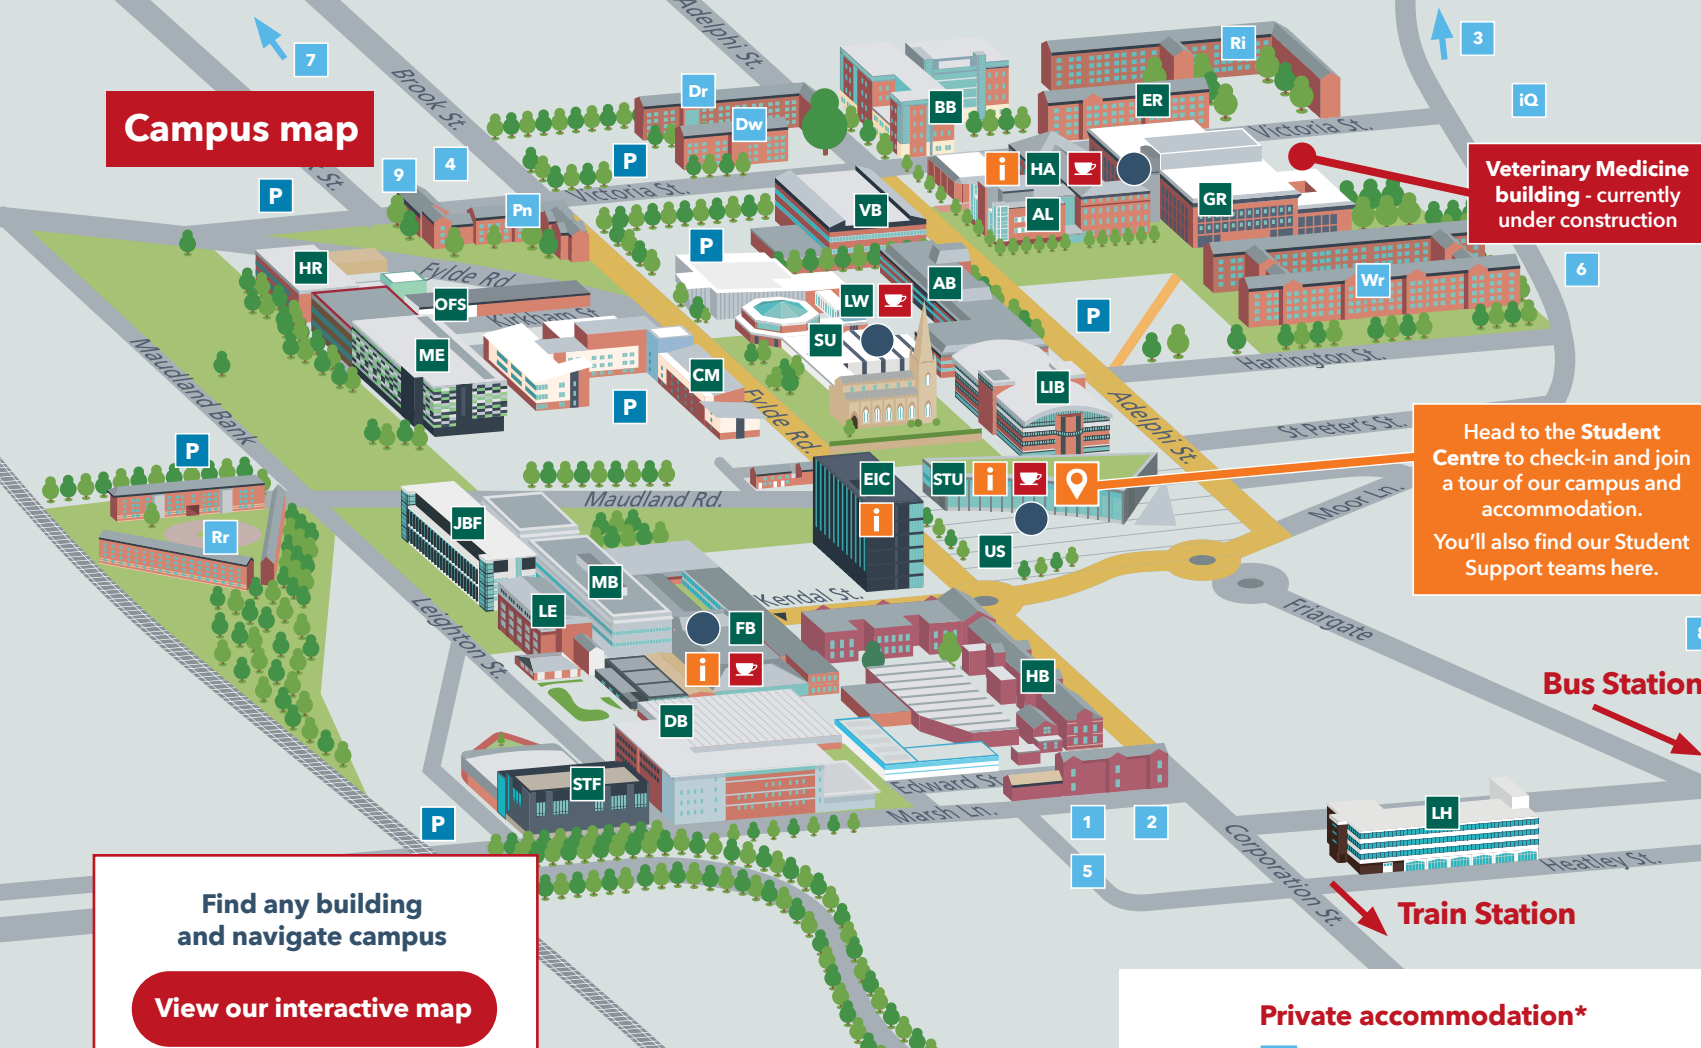 Adelphi St.
Ri
3
7
Brook St.
Dr
BB
ER
iQ
Campus map
Dw
Victoria St.
4
P
i
HA
Veterinary Medicine
building - currently
under construction
9
St.
P
Victoria St.
Pn
VB
AL
GR
P
HR
Fylde Rd
AB
6
Wr
OFS
LW
P
Kirkham St.
SU
ME
Harrington St.
Maudland Bank
CM
LIB
P
Fylde Rd.
Adelphi St.
St Peter's St.
Head to the Student
Centre to check-in and join
a tour of our campus and
accommodation.
You'll also find our Student
Support teams here.
P
EIC
STU
i
Maudland Rd.
Moor Ln.
JBF
i
Rr
US
MB
Kendal St.
LE
Leighton St.
FB
Friargate
8
i
HB
Bus Station
DB
STF
Edward St.
Marsh Ln.
P
1
2
LH
Corporation St.
5
Heatley St.
Train Station
Find any building
and navigate campus
View our interactive map
Private accommodation*